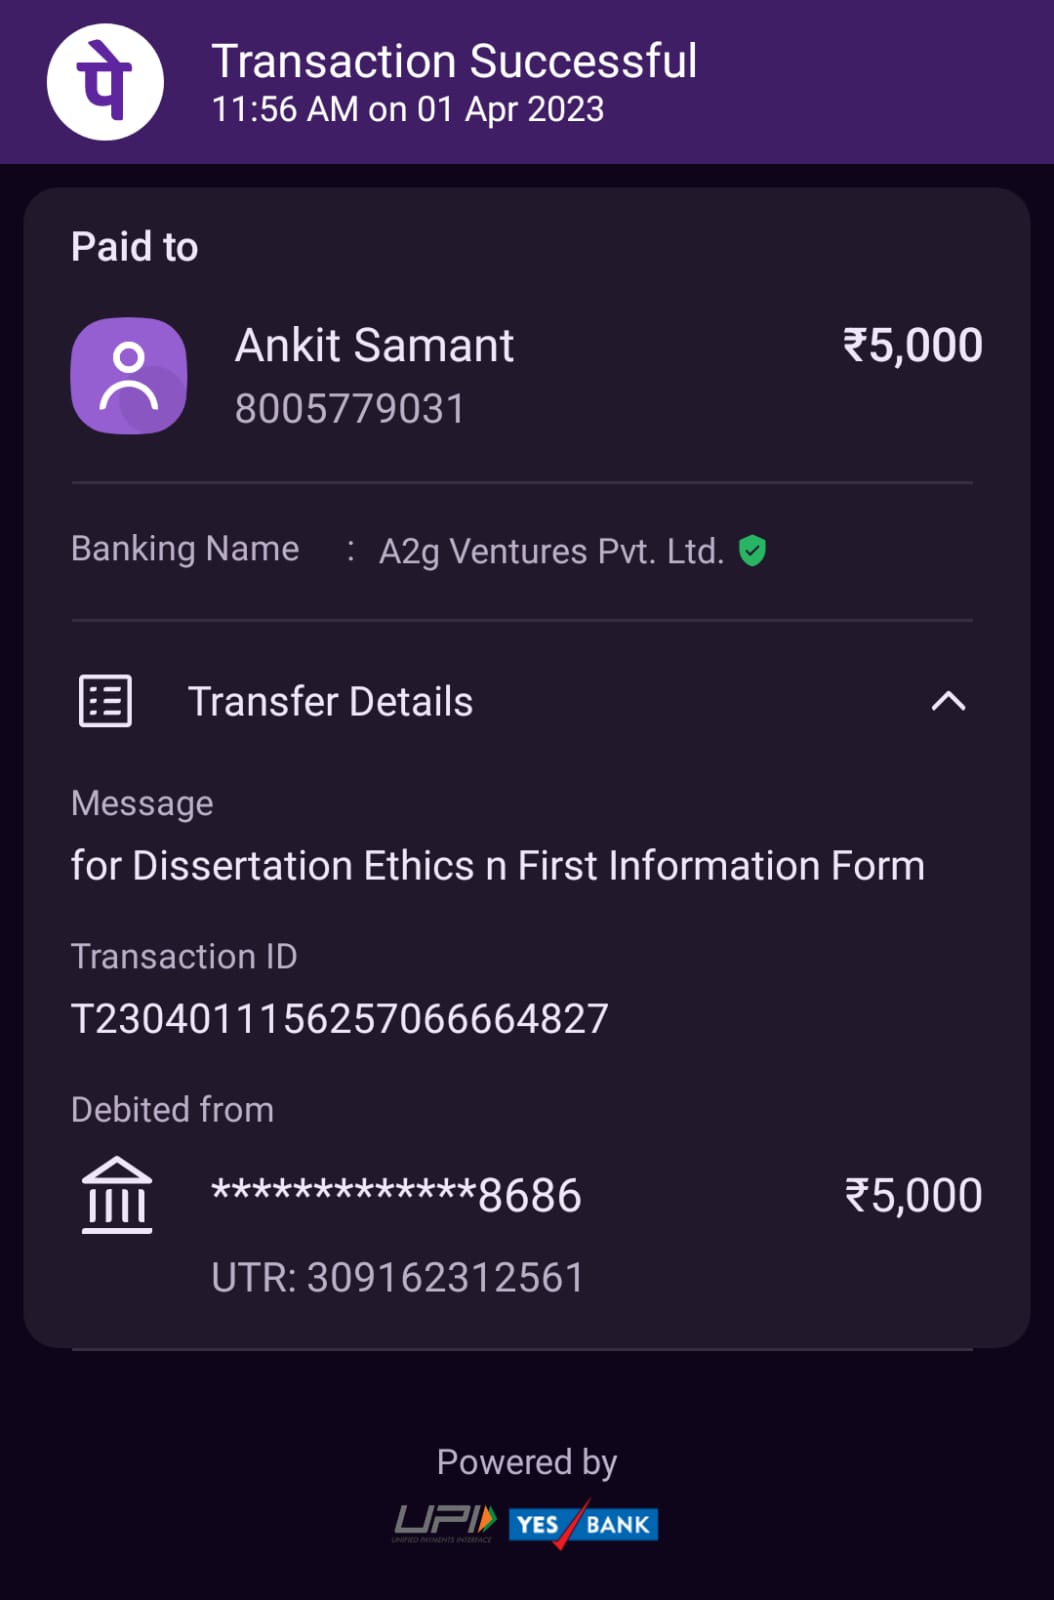 पे
Transaction Successful
11:56 AM on 01 Apr 2023
Paid to
Ankit Samant
₹5,000
8005779031
Banking Name : A2g Ventures Pvt. Ltd.
Transfer Details
Message
for Dissertation Ethics n First Information Form
Transaction ID
T2304011156257066664827
Debited from
*************8686
₹5,000
UTR: 309162312561
Powered by
UPI
UNIFIED PAYMENTS INTERFACE
YES BANK